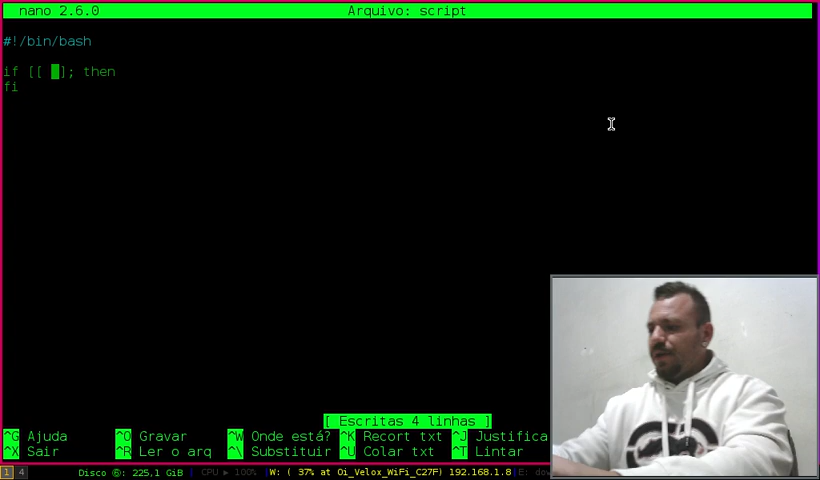 nano 2.6.0 Arquivo: script
#!/bin/bash
if [[ ]]; then
fi
[ Escritas 4 linhas ]
^G Ajuda ^O Gravar ^W Onde está? ^K Recort txt ^J Justifica
^X Sair ^R Ler o arq ^\ Substituir ^U Colar txt ^T Lintar
1 4 Disco ⑥: 225,1 GiB | CPU ▶ 100% |W: ( 37% at Oi_Velox_WiFi_C27F) 192.168.1.8|E: do